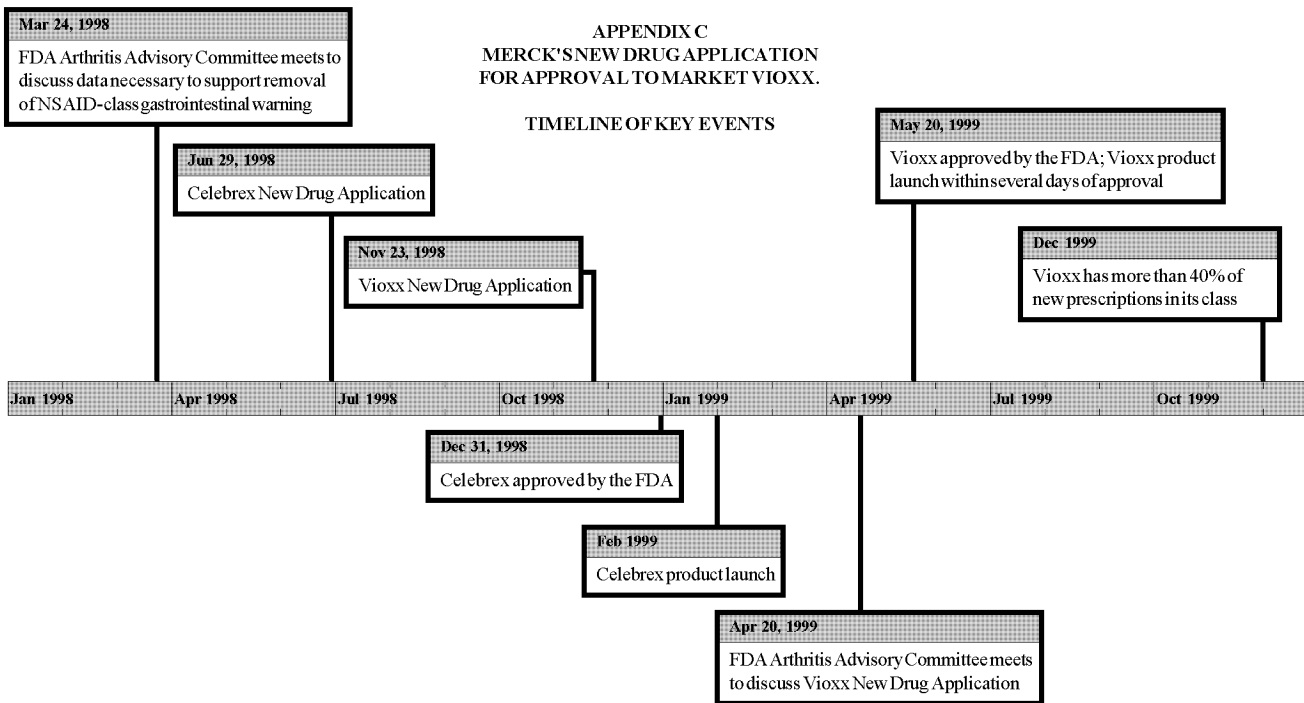 APPENDIX C
MERCK'S NEW DRUG APPLICATION
FOR APPROVAL TO MARKET VIOXX.
TIMELINE OF KEY EVENTS
Mar 24, 1998
FDA Arthritis Advisory Committee meets to
discuss data necessary to support removal
of NSAID-class gastrointestinal warning
Jun 29, 1998
Celebrex New Drug Application
Nov 23, 1998
Vioxx New Drug Application
May 20, 1999
Vioxx approved by the FDA; Vioxx product
launch within several days of approval
Dec 1999
Vioxx has more than 40% of
new prescriptions in its class
Jan 1998
Apr 1998
Jul 1998
Oct 1998
Jan 1999
Apr 1999
Jul 1999
Oct 1999
Dec 31, 1998
Celebrex approved by the FDA
Feb 1999
Celebrex product launch
Apr 20, 1999
FDA Arthritis Advisory Committee meets
to discuss Vioxx New Drug Application